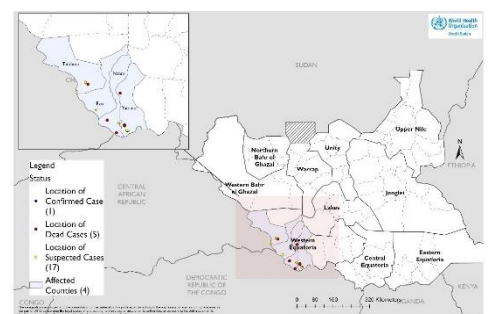 World Health
Organization
South Sudan
SUDAN
Tambura
Nzara
Ezo
Yambio
Legend
Status
Location of
Confirmed Case
(1)
Location of
Dead Cases (5)
Location of
Suspected Cases
(17)
Affected
Counties (4)
CENTRAL
AFRICAN
REPUBLIC
Northern
Bahr el
Ghazal
Western Bahr
el Ghazal
Warrap
Unity
Upper Nile
N
ETHIOPIA
Jonglei
Lakes
Western
Equatoria
Central
Equatoria
Eastern
Equatoria
DEMOCRATIC
REPUBLIC OF
THE CONGO
CONGO
0 80 160 320 Kilometers
UGANDA
KENYA